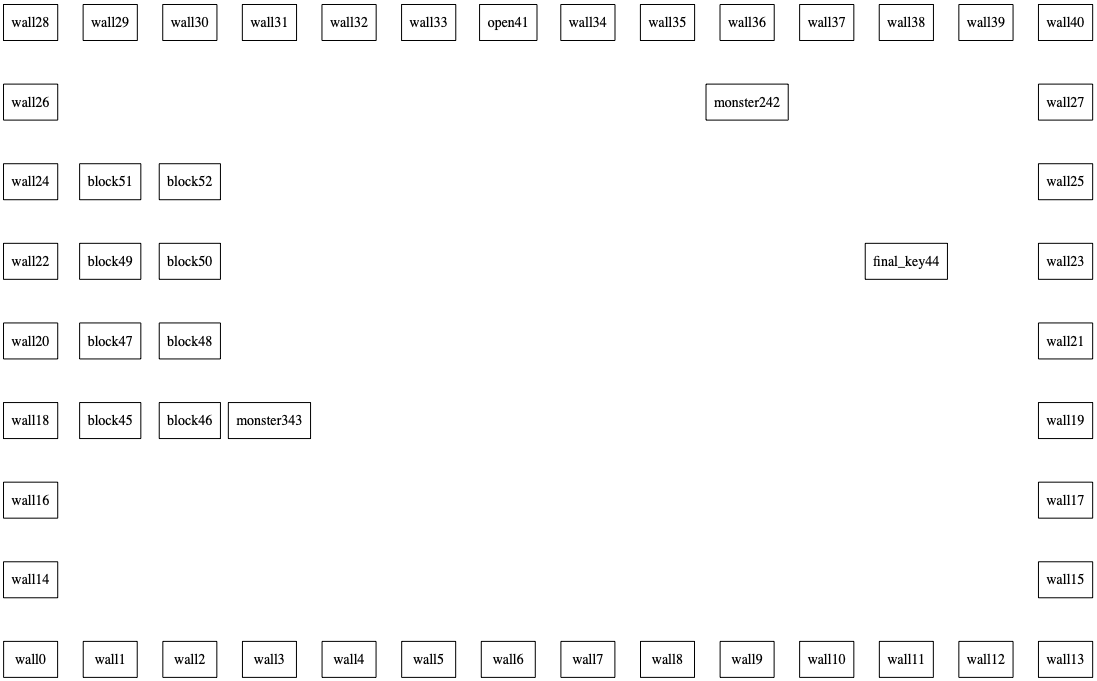 wall28 wall29 wall30 wall31 wall32 wall33 open41 wall34 wall35 wall36 wall37 wall38 wall39 wall40
wall26 monster242 wall27
wall24 block51 block52 wall25
wall22 block49 block50 final_key44 wall23
wall20 block47 block48 wall21
wall18 block45 block46 monster343 wall19
wall16 wall17
wall14 wall15
wall0 wall1 wall2 wall3 wall4 wall5 wall6 wall7 wall8 wall9 wall10 wall11 wall12 wall13